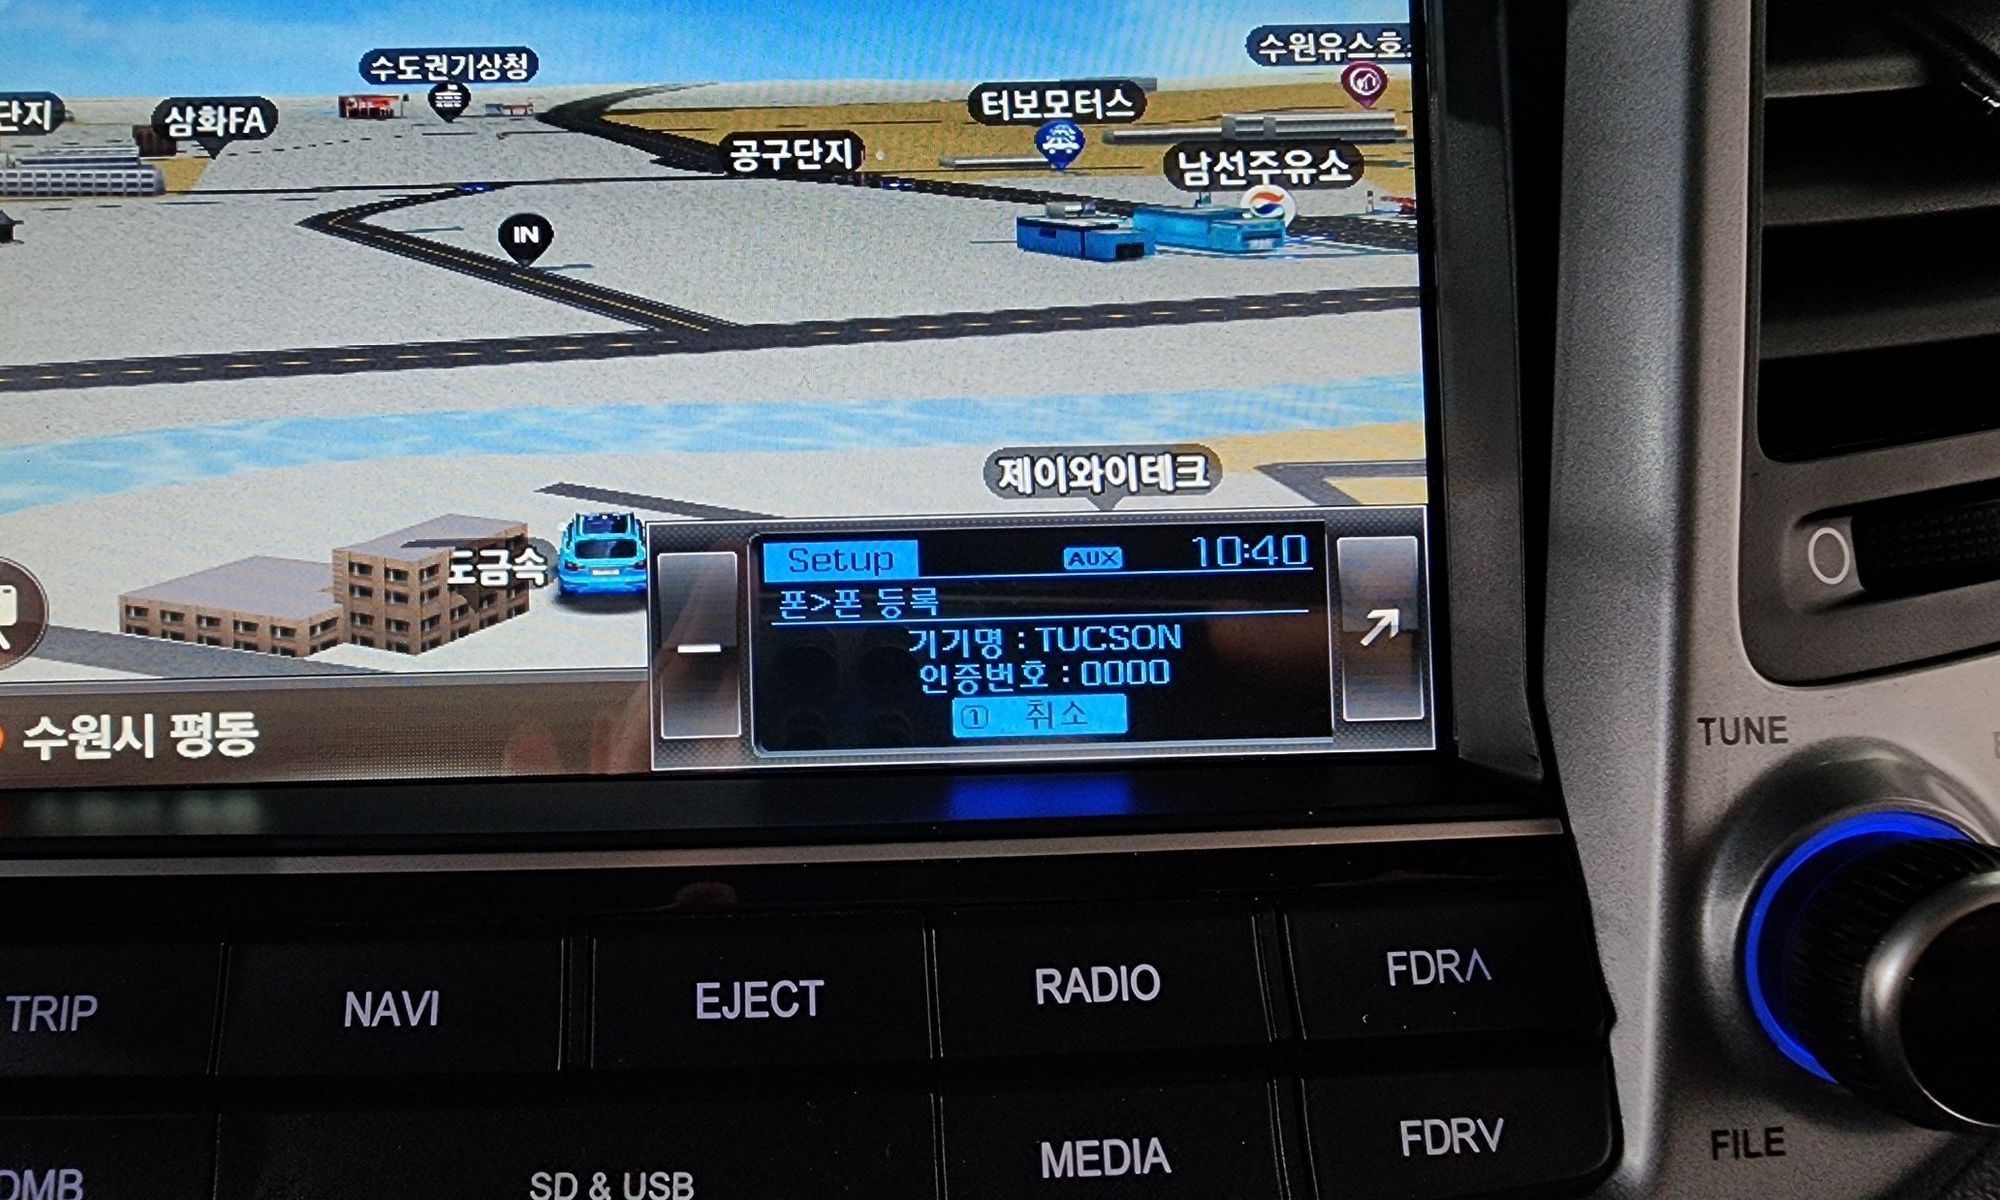 수도권기상청
수원유스호
단지
삼화FA
터보모터스
공구단지
남선주유소
IN
제이와이테크
도금속
Setup
AUX
10:40
폰>폰 등록
기기명 : TUCSON
인증번호 : 0000
1 취소
수원시 평동
TUNE
TRIP
NAVI
EJECT
RADIO
FDR∧
DMB
SD & USB
MEDIA
FDR∨
FILE